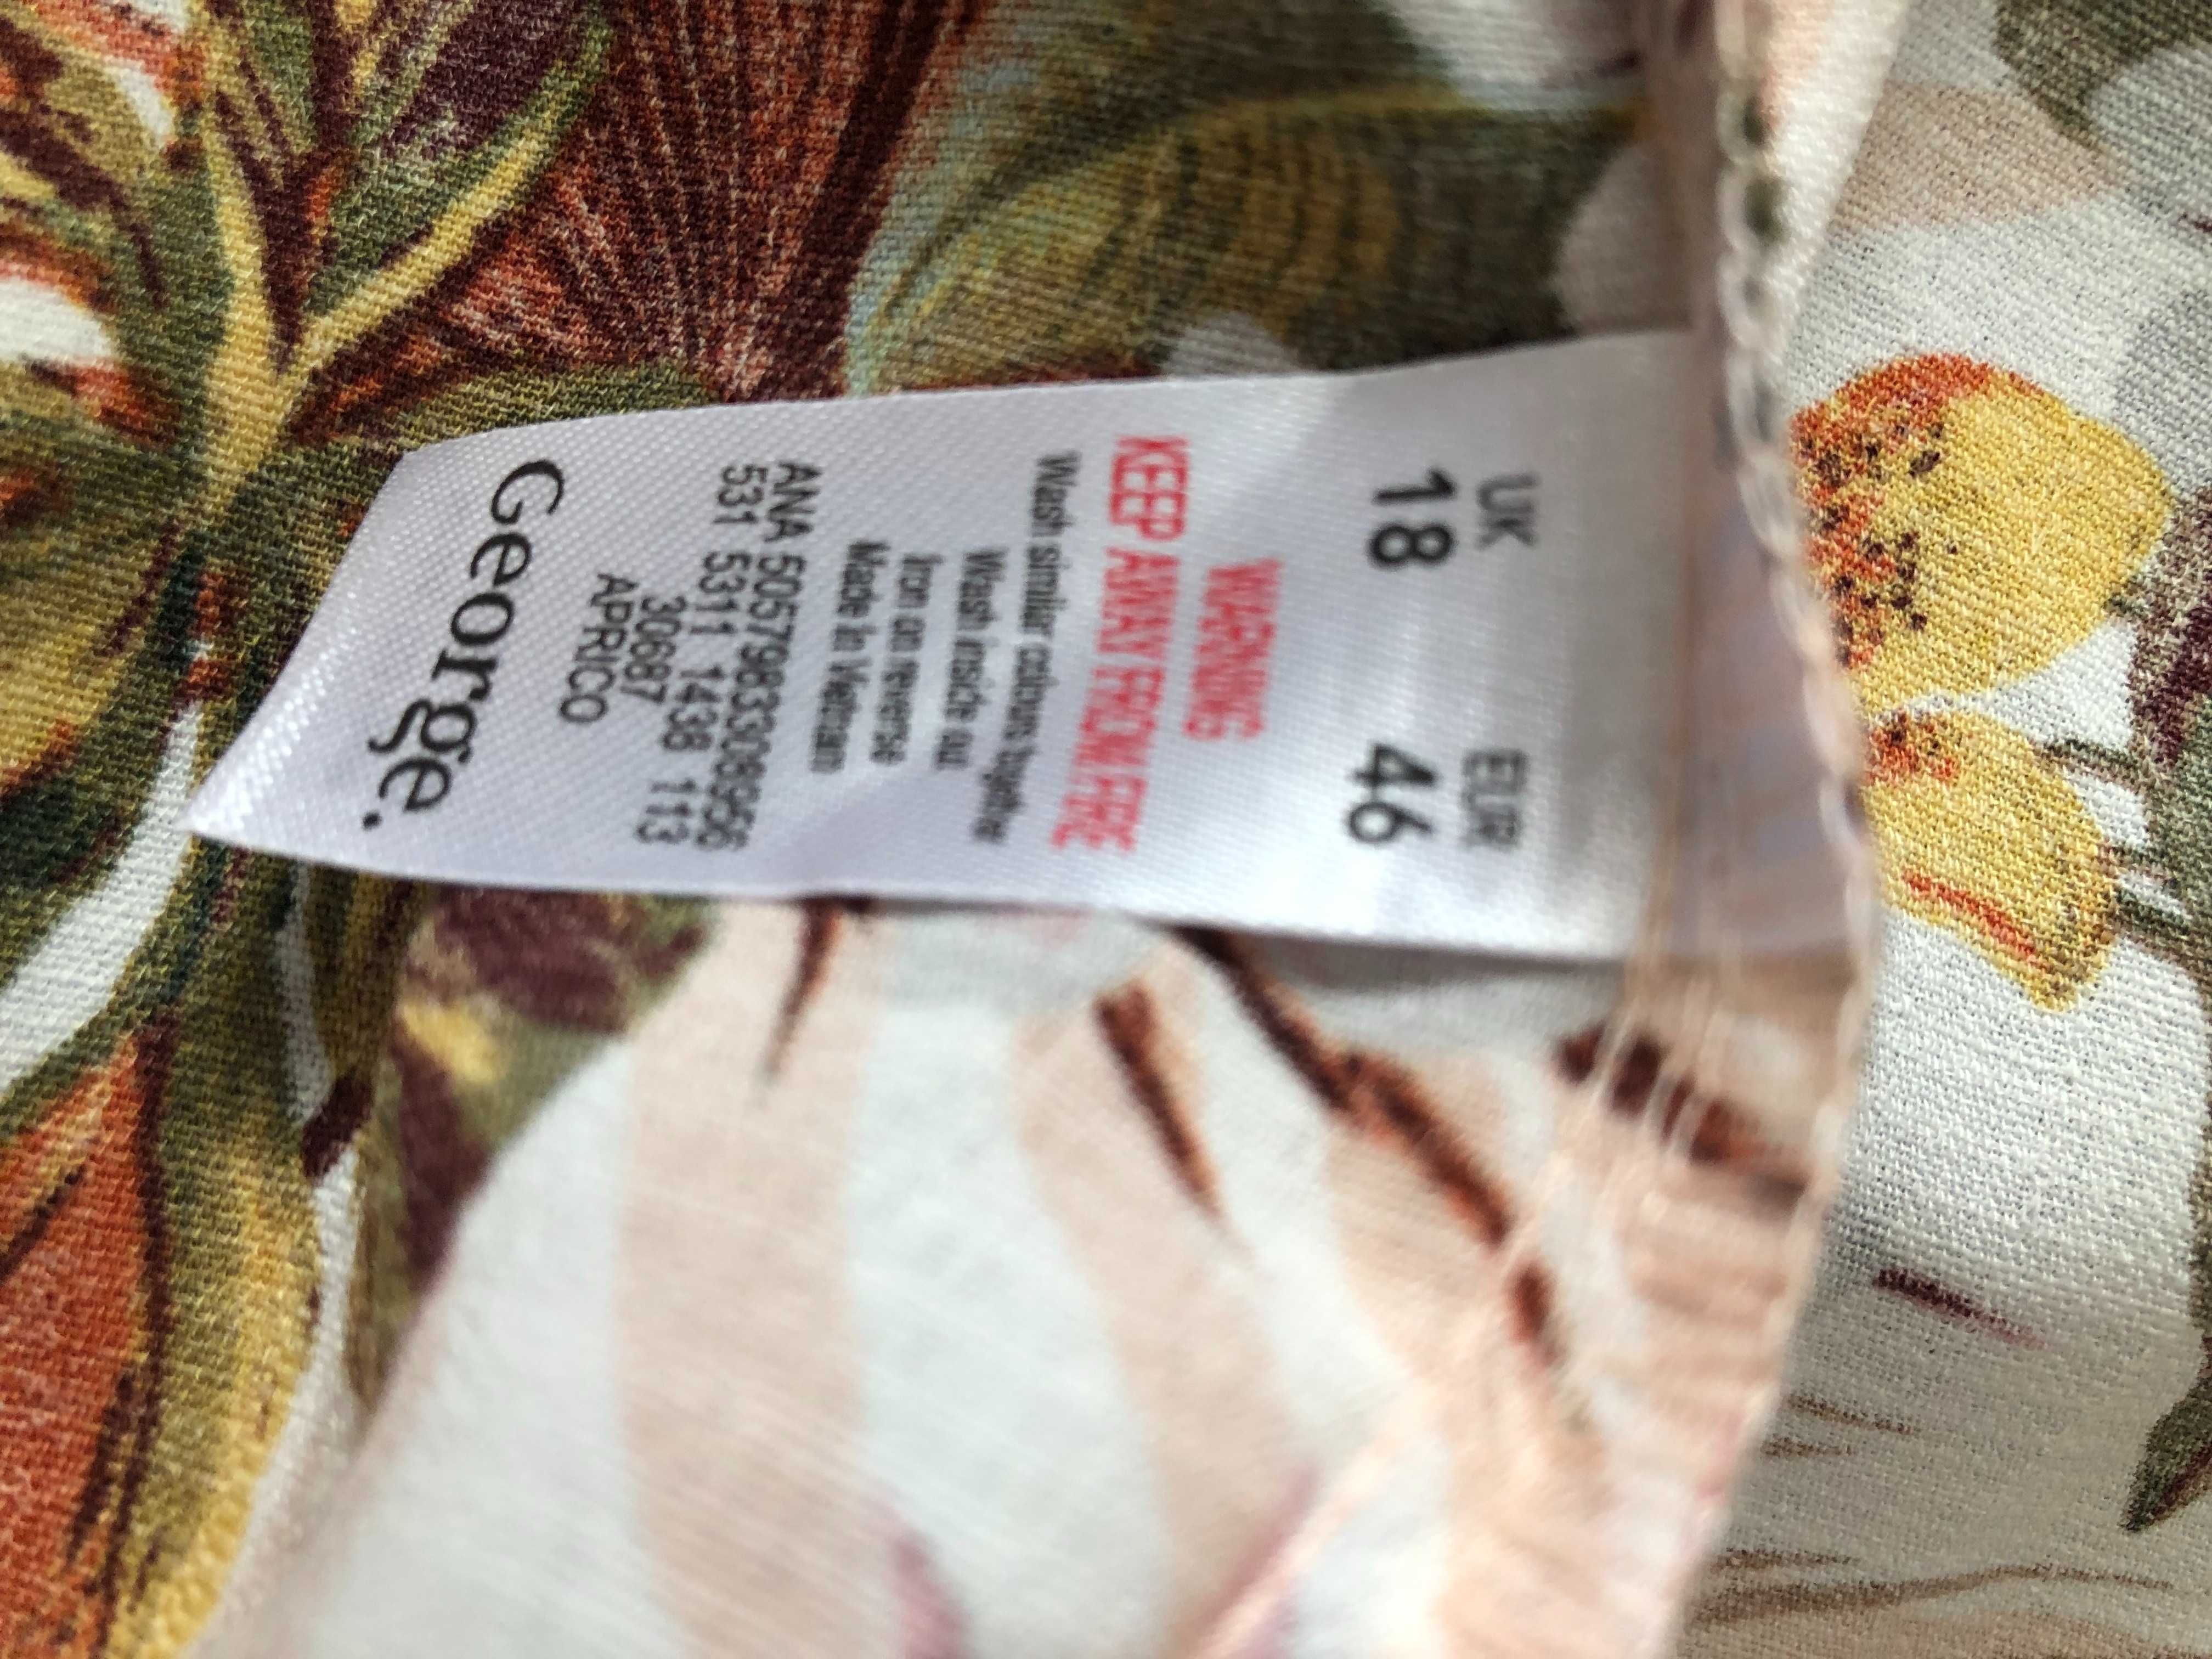 UK EUR
18 46
WARNING
KEEP AWAY FROM FIRE
Wash similar colours together
Wash inside out
Iron on reverse
Made in Vietnam
ANA 5057983308956
531 5311 1438 113
30687
APRICO
George.